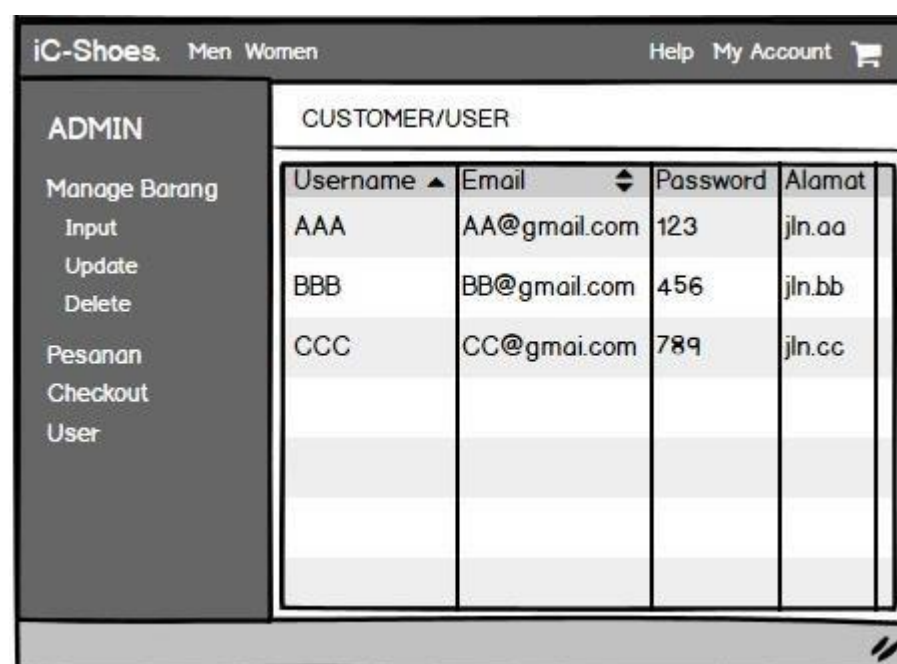 iC-Shoes. Men Women Help My Account
ADMIN
Manage Barang
Input
Update
Delete
Pesanan
Checkout
User
CUSTOMER/USER
Username Email Password Alamat
AAA AA@gmail.com 123 jln.aa
BBB BB@gmail.com 456 jln.bb
CCC CC@gmai.com 789 jln.cc